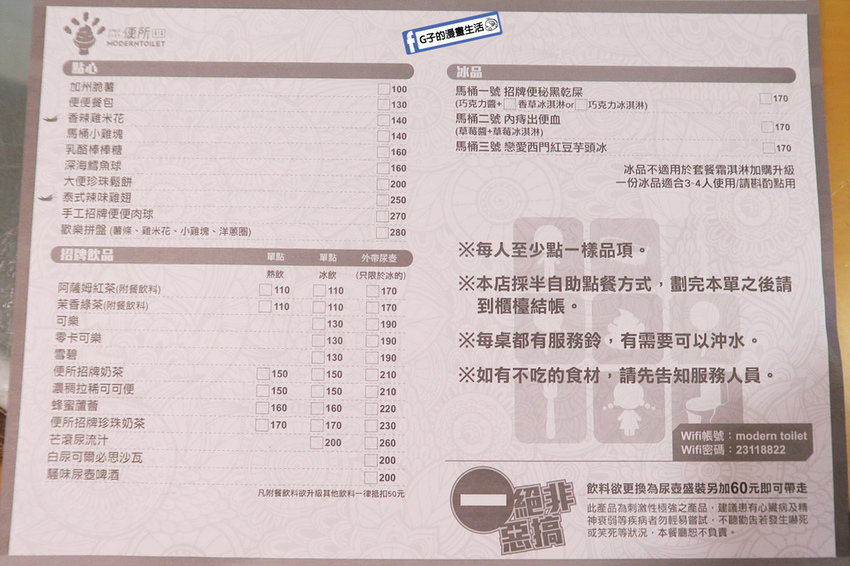 便所
MODERNTOILET
G子的漫畫生活
點心
加州脆薯 100
便便餐包 130
香辣雞米花 140
馬桶小雞塊 140
乳酪棒棒糖 160
深海鱈魚球 160
大便珍珠鬆餅 200
泰式辣味雞翅 250
手工招牌便便肉球 270
歡樂拼盤 (薯條、雞米花、小雞塊、洋蔥圈) 280
招牌飲品 單點 單點 外帶尿壺
熱飲 冰飲 (只限於冰的)
阿薩姆紅茶(附餐飲料) 110 110 170
茉香綠茶(附餐飲料) 110 110 170
可樂 130 190
零卡可樂 130 190
雪碧 130 190
便所招牌奶茶 150 150 210
濃稠拉稀可可便 150 150 210
蜂蜜蘆薈 160 160 220
便所招牌珍珠奶茶 170 170 230
芒滾尿流汁 200 260
白尿可爾必思沙瓦 200
騷味尿壺啤酒 200
凡附餐飲料欲升級其他飲料一律抵扣50元
冰品
馬桶一號 招牌便秘黑乾屎 170
(巧克力醬+ 香草冰淇淋or 巧克力冰淇淋)
馬桶二號 內痔出便血 170
(草莓醬+草莓冰淇淋)
馬桶三號 戀愛西門紅豆芋頭冰 170
冰品不適用於套餐霜淇淋加購升級
一份冰品適合3-4人使用/請斟酌點用
※每人至少點一樣品項。
※本店採半自助點餐方式，劃完本單之後請
到櫃檯結帳。
※每桌都有服務鈴，有需要可以沖水。
※如有不吃的食材，請先告知服務人員。
Wifi帳號：modern toilet
Wifi密碼：23118822
絕非
惡搞
飲料欲更換為尿壺盛裝另加60元即可帶走
此產品為刺激性極強之產品，建議患有心臟病及精
神衰弱等疾病者勿輕易嘗試，不聽勸告若發生嚇死
或笑死等狀況，本餐廳恕不負責。